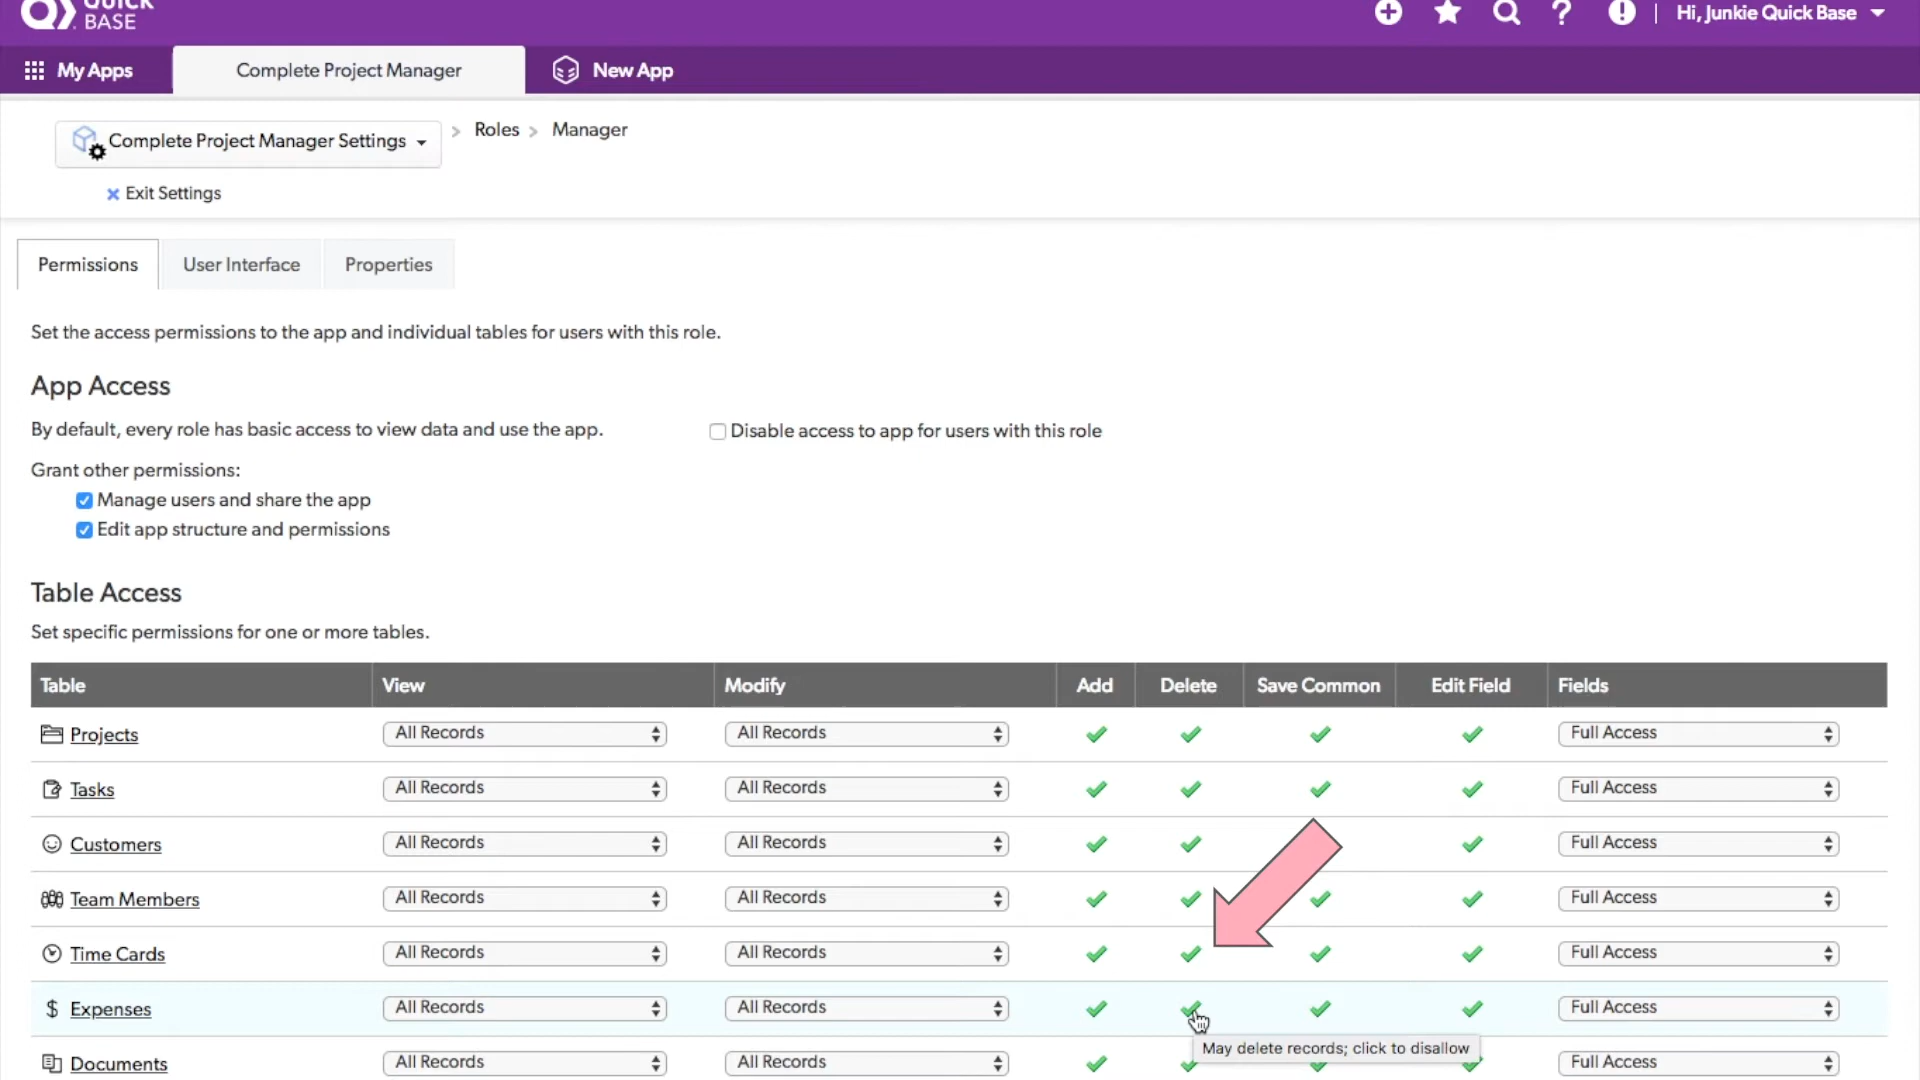 QUICK
BASE
Hi, Junkie Quick Base
My Apps
Complete Project Manager
New App
Complete Project Manager Settings
Roles
Manager
Exit Settings
Permissions
User Interface
Properties
Set the access permissions to the app and individual tables for users with this role.
App Access
By default, every role has basic access to view data and use the app.
Disable access to app for users with this role
Grant other permissions:
Manage users and share the app
Edit app structure and permissions
Table Access
Set specific permissions for one or more tables.
Table View Modify Add Delete Save Common Edit Field Fields
Projects All Records All Records Full Access
Tasks All Records All Records Full Access
Customers All Records All Records Full Access
Team Members All Records All Records Full Access
Time Cards All Records All Records Full Access
$ Expenses All Records All Records Full Access
May delete records; click to disallow
Documents All Records All Records Full Access